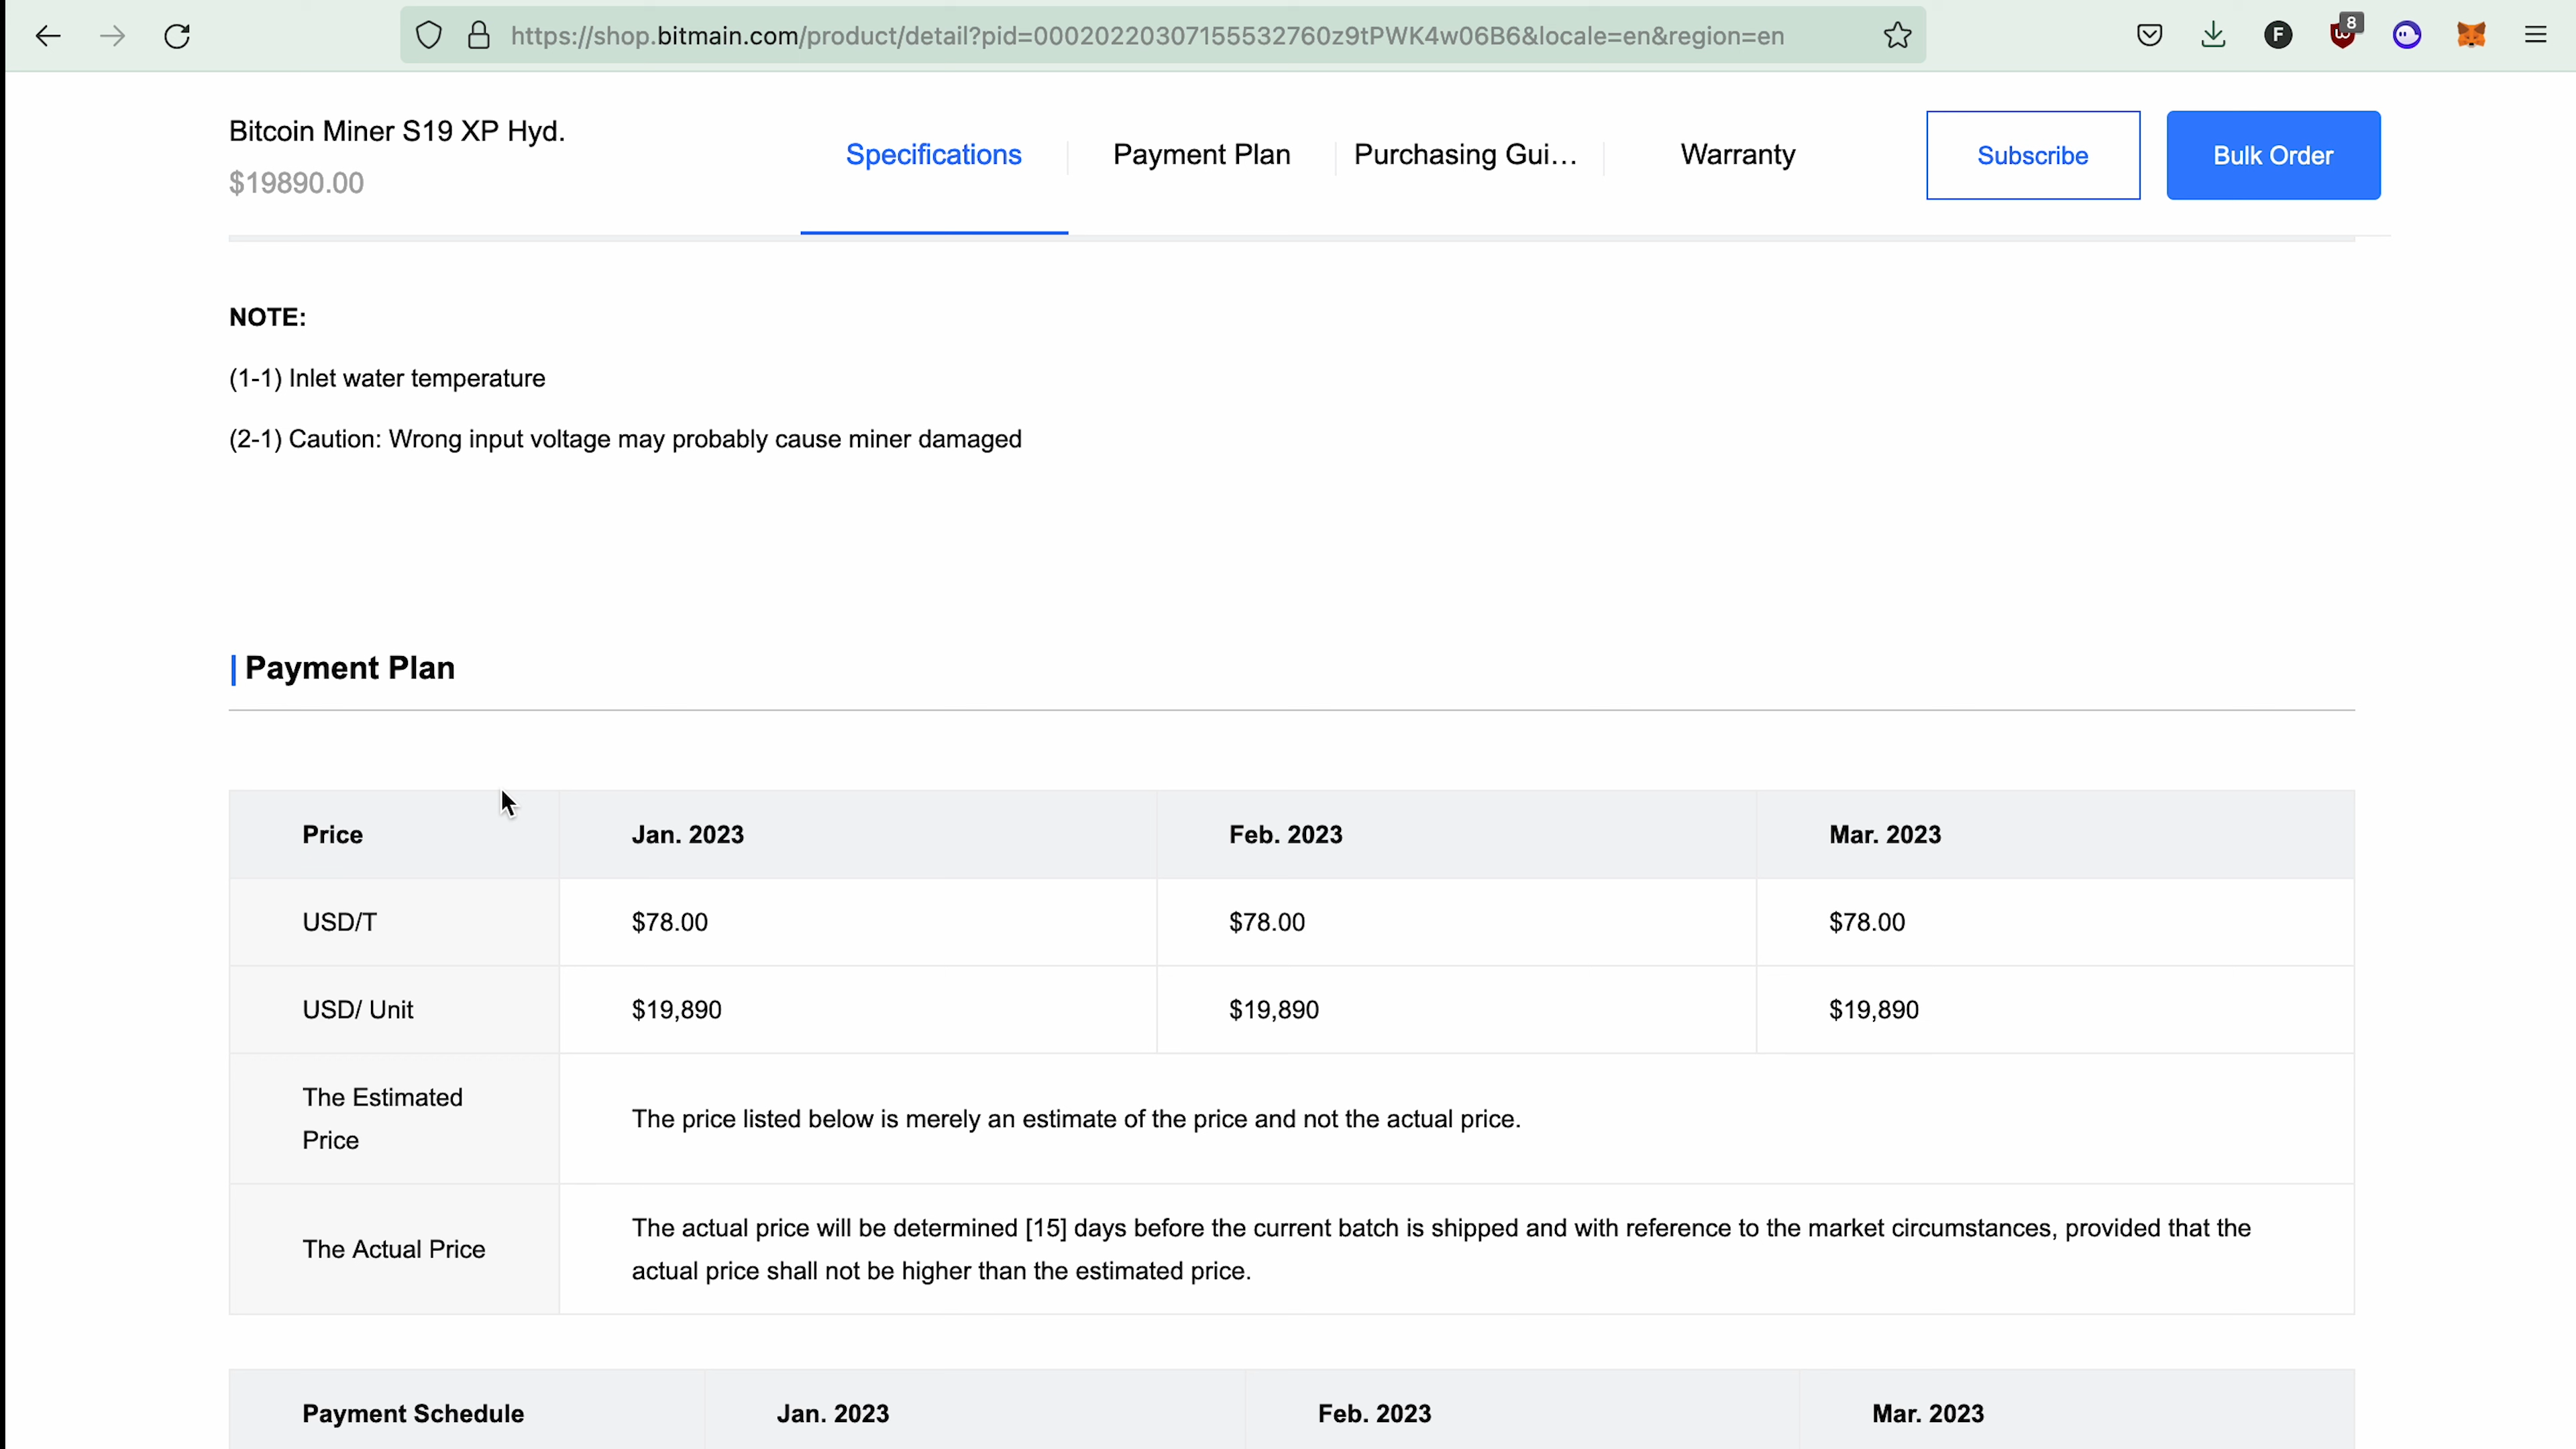 https://shop.bitmain.com/product/detail?pid=00020220307155532760z9tPWK4w06B6&locale=en&region=en
F
8
Bitcoin Miner S19 XP Hyd.
$19890.00
Specifications
Payment Plan
Purchasing Gui...
Warranty
Subscribe
Bulk Order
NOTE:
(1-1) Inlet water temperature
(2-1) Caution: Wrong input voltage may probably cause miner damaged
Payment Plan
Price Jan. 2023 Feb. 2023 Mar. 2023
USD/T $78.00 $78.00 $78.00
USD/ Unit $19,890 $19,890 $19,890
The Estimated
Price
The price listed below is merely an estimate of the price and not the actual price.
The Actual Price
The actual price will be determined [15] days before the current batch is shipped and with reference to the market circumstances, provided that the
actual price shall not be higher than the estimated price.
Payment Schedule Jan. 2023 Feb. 2023 Mar. 2023